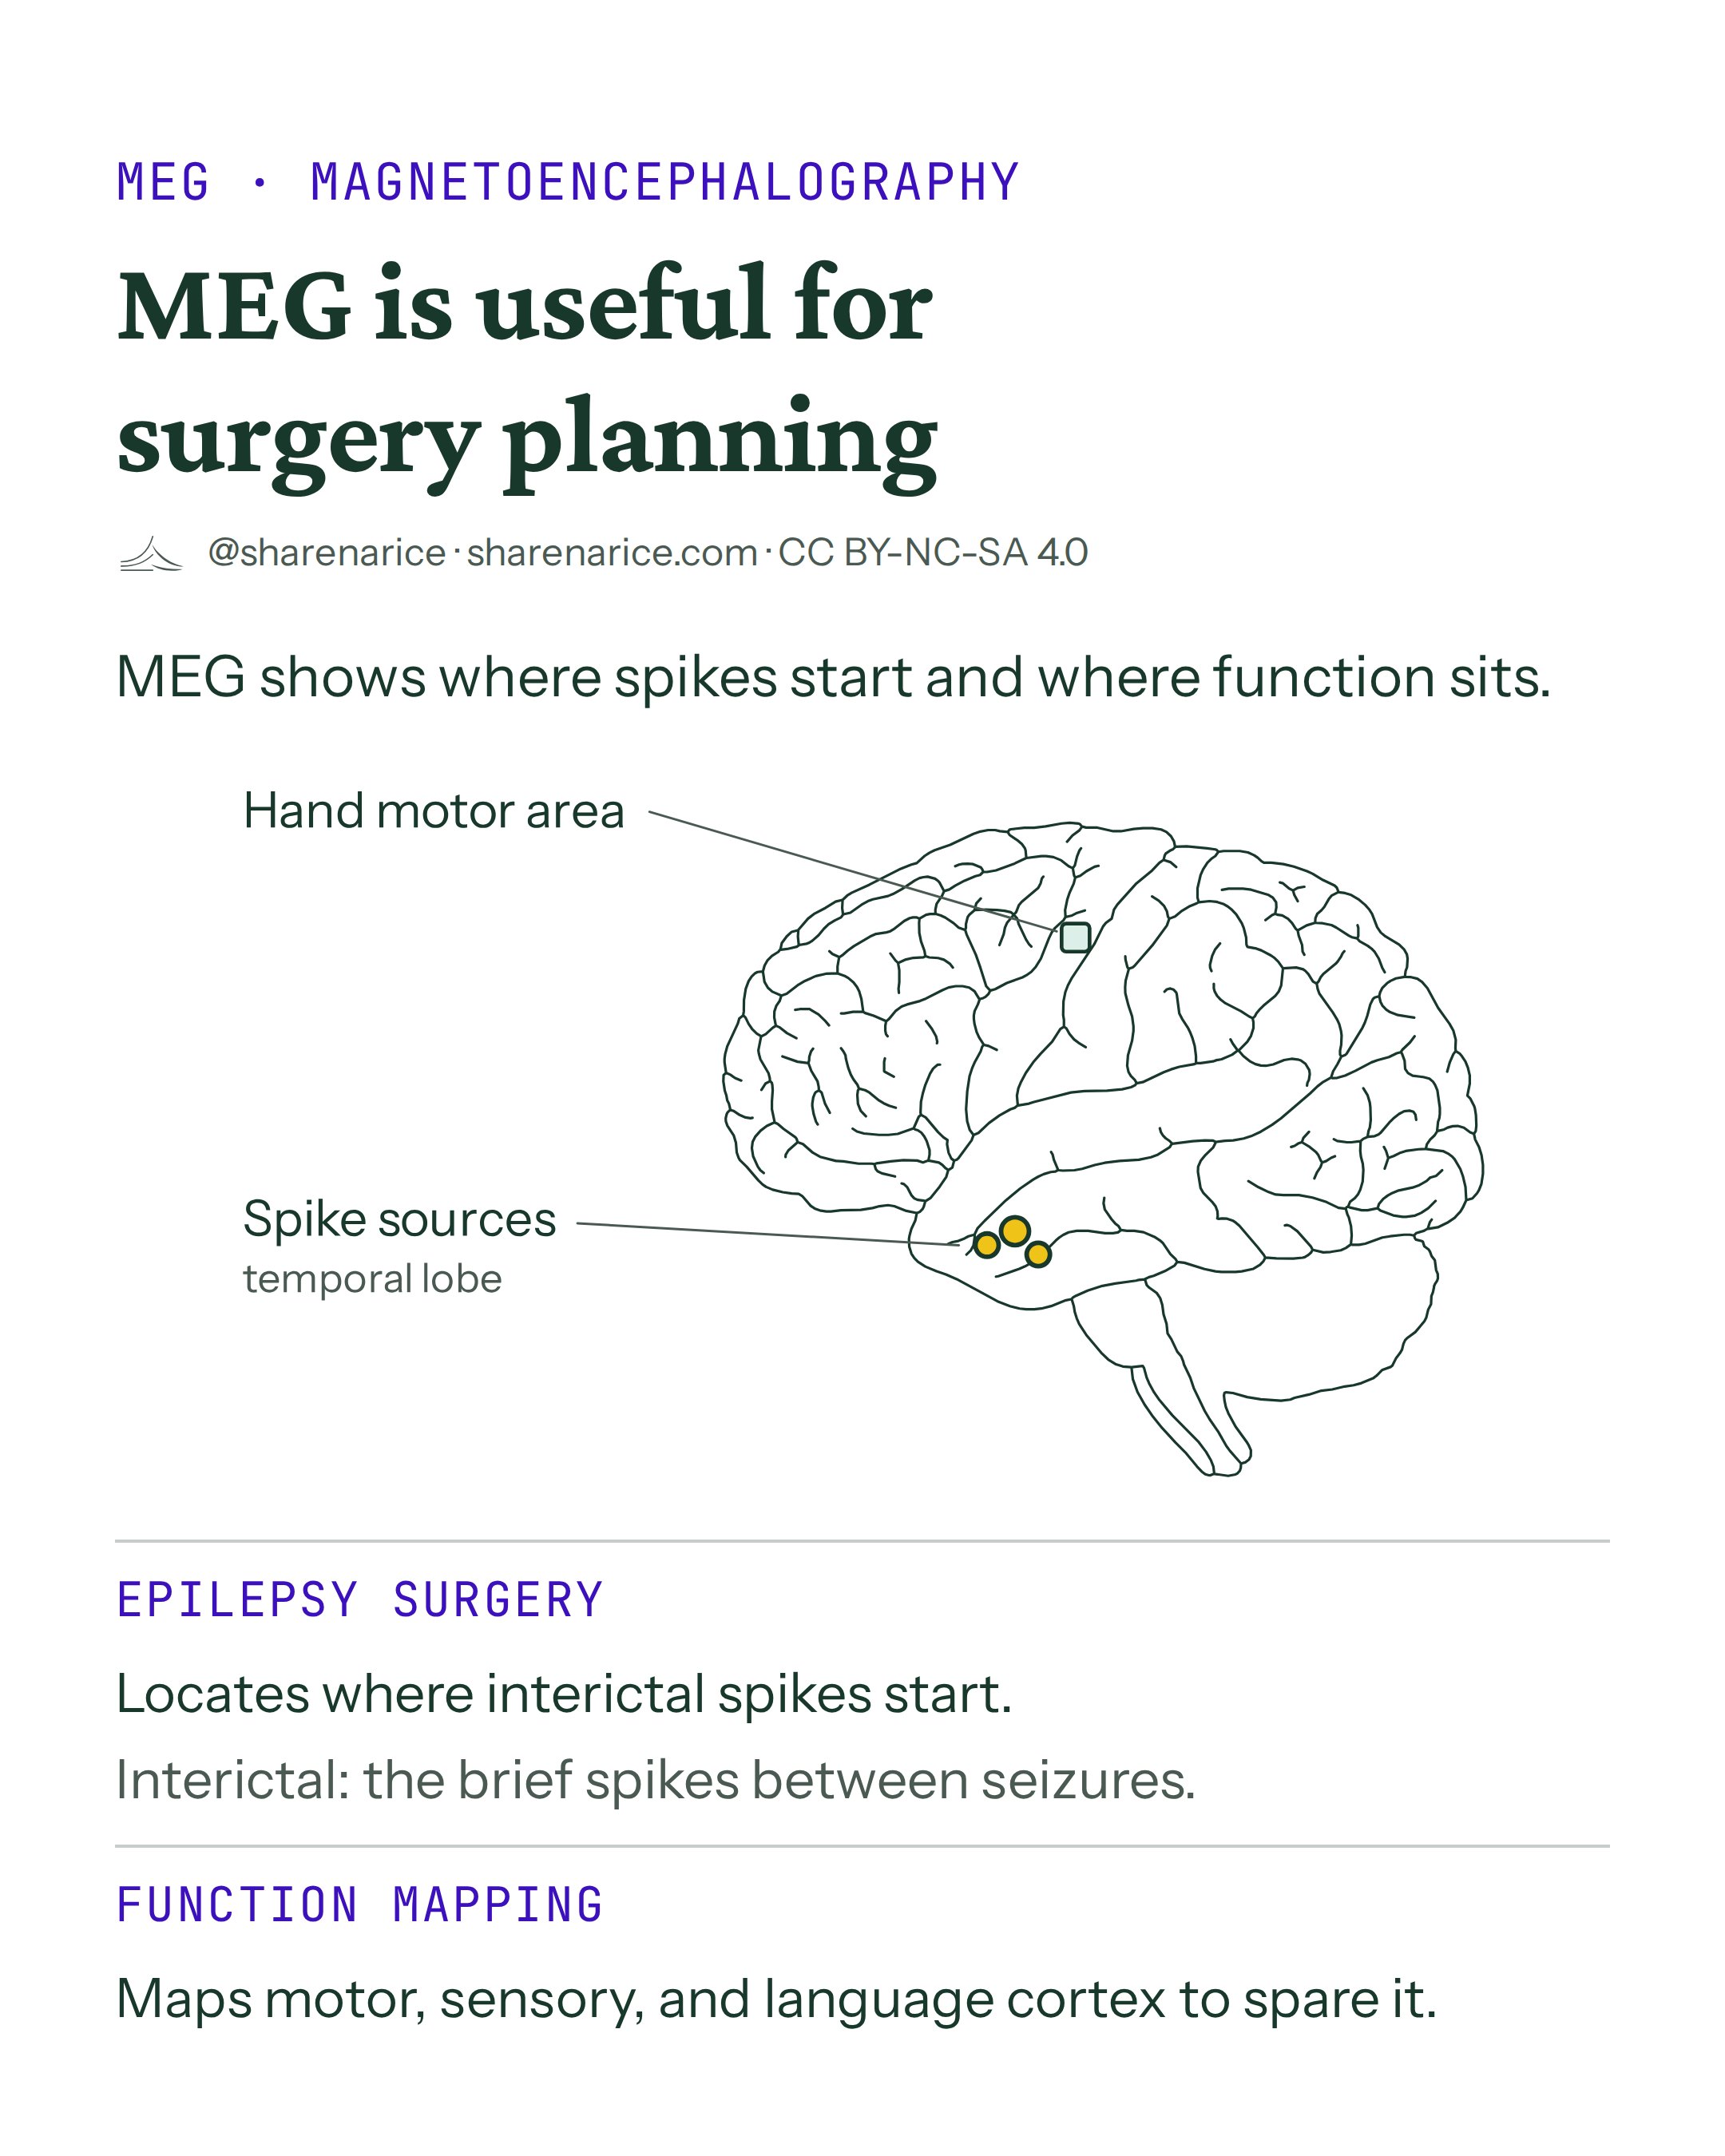 MEG · MAGNETOENCEPHALOGRAPHY
MEG is useful for
surgery planning
@sharenarice · sharenarice.com · CC BY-NC-SA 4.0
MEG shows where spikes start and where function sits.
Hand motor area
Spike sources
temporal lobe
EPILEPSY SURGERY
Locates where interictal spikes start.
Interictal: the brief spikes between seizures.
FUNCTION MAPPING
Maps motor, sensory, and language cortex to spare it.